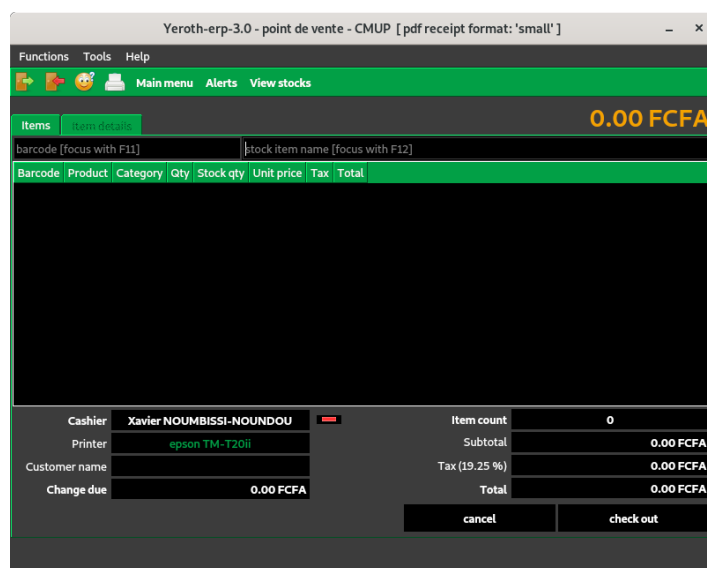 Yeroth-erp-3.0 - point de vente - CMUP [ pdf receipt format: 'small' ]
Functions Tools Help
Main menu Alerts View stocks
0.00 FCFA
Items Item details
barcode [focus with F11] stock item name [focus with F12]
Barcode Product Category Qty Stock qty Unit price Tax Total
Cashier Xavier NOUMBISSI-NOUNDOU Item count 0
Printer epson TM-T20ii Subtotal 0.00 FCFA
Customer name Tax (19.25 %) 0.00 FCFA
Change due 0.00 FCFA Total 0.00 FCFA
cancel check out